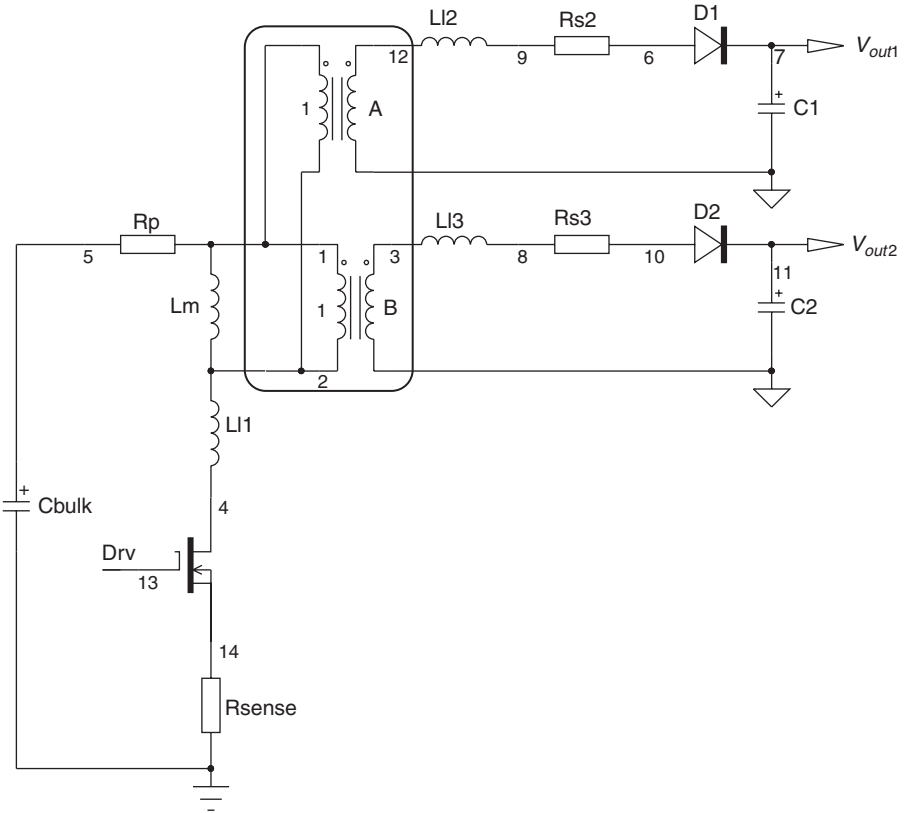 Ll2 Rs2 D1
12 9 6 7 Vout1
1 A + C1
Rp Ll3 Rs3 D2
5 1 3 8 10 Vout2
11
Lm 1 B + C2
2
Ll1
+ Cbulk 4
Drv
13
14
Rsense